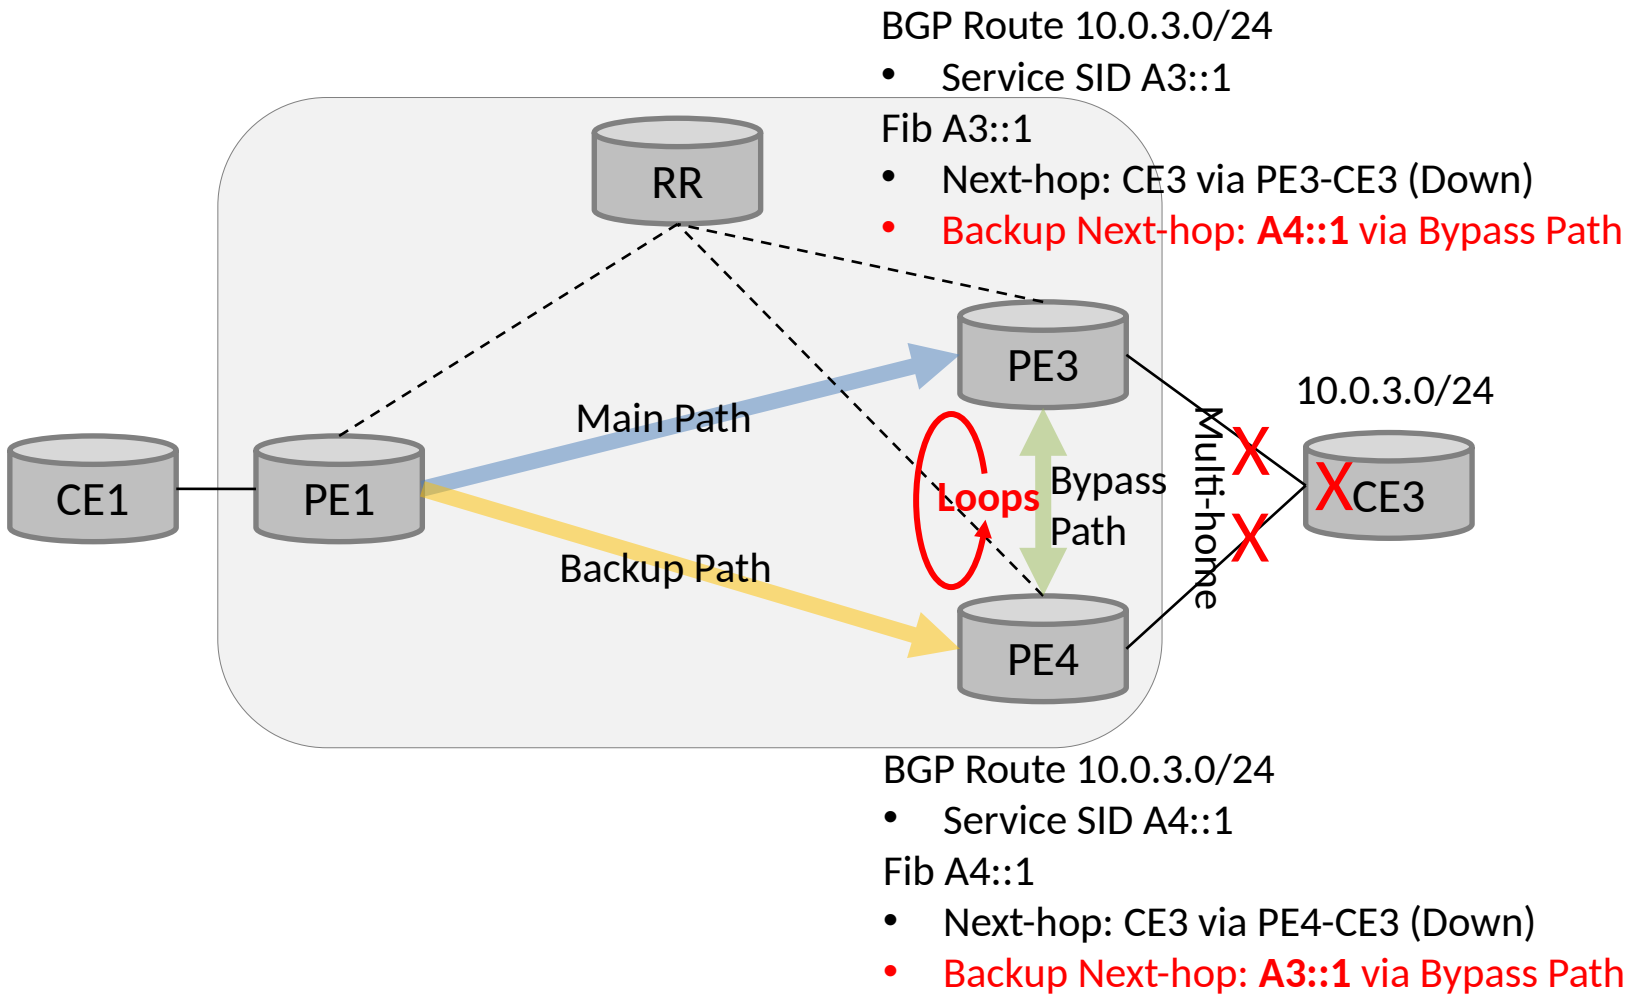 BGP Route 10.0.3.0/24
• Service SID A3::1
Fib A3::1
• Next-hop: CE3 via PE3-CE3 (Down)
• Backup Next-hop: A4::1 via Bypass Path
RR
PE3
10.0.3.0/24
Main Path
Multi-home
X
X
X
CE1
PE1
Loops
Bypass
Path
CE3
Backup Path
PE4
BGP Route 10.0.3.0/24
• Service SID A4::1
Fib A4::1
• Next-hop: CE3 via PE4-CE3 (Down)
• Backup Next-hop: A3::1 via Bypass Path